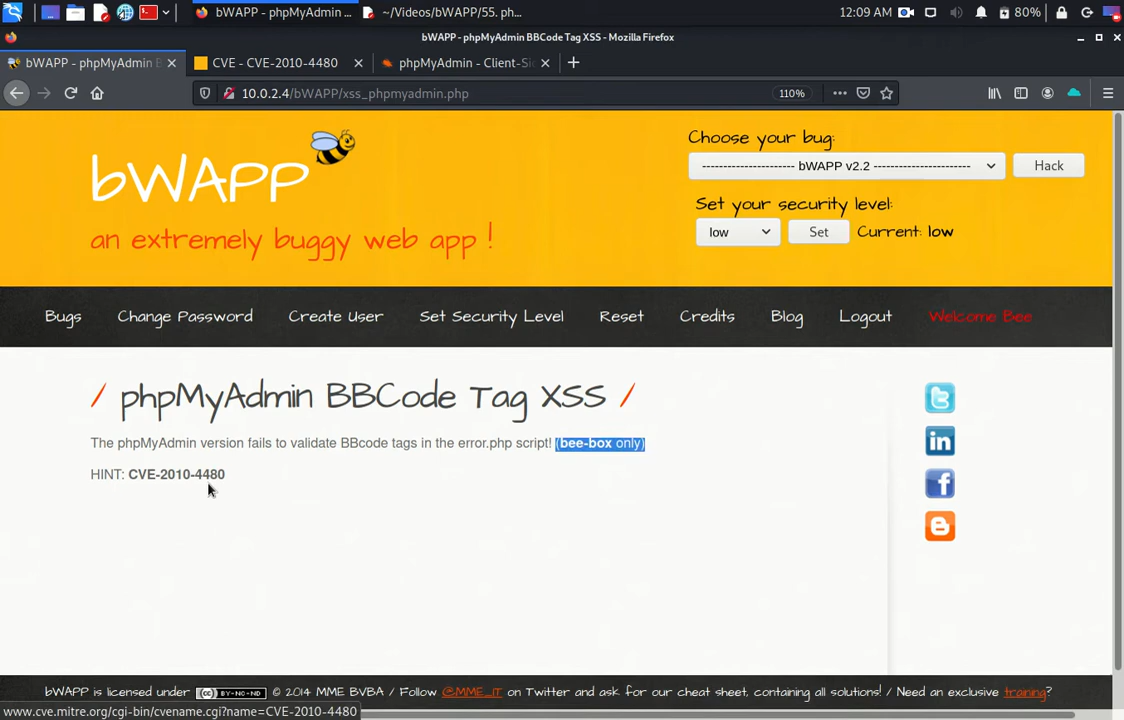 bWAPP - phpMyAdmin ...
~/Videos/bWAPP/55. ph...
12:09 AM
80%
bWAPP - phpMyAdmin BBCode Tag XSS - Mozilla Firefox
bWAPP - phpMyAdmin B
CVE - CVE-2010-4480
phpMyAdmin - Client-Si
10.0.2.4/bWAPP/xss_phpmyadmin.php
110%
bWAPP
an extremely buggy web app !
Choose your bug:
---------------------- bWAPP v2.2 -----------------------
Hack
Set your security level:
low
Set
Current: low
Bugs
Change Password
Create User
Set Security Level
Reset
Credits
Blog
Logout
Welcome Bee
/ phpMyAdmin BBCode Tag XSS /
The phpMyAdmin version fails to validate BBcode tags in the error.php script! (bee-box only)
HINT: CVE-2010-4480
bWAPP is licensed under (cc) BY-NC-ND © 2014 MME BVBA / Follow @MME_IT on Twitter and ask for our cheat sheet, containing all solutions! / Need an exclusive training?
www.cve.mitre.org/cgi-bin/cvename.cgi?name=CVE-2010-4480